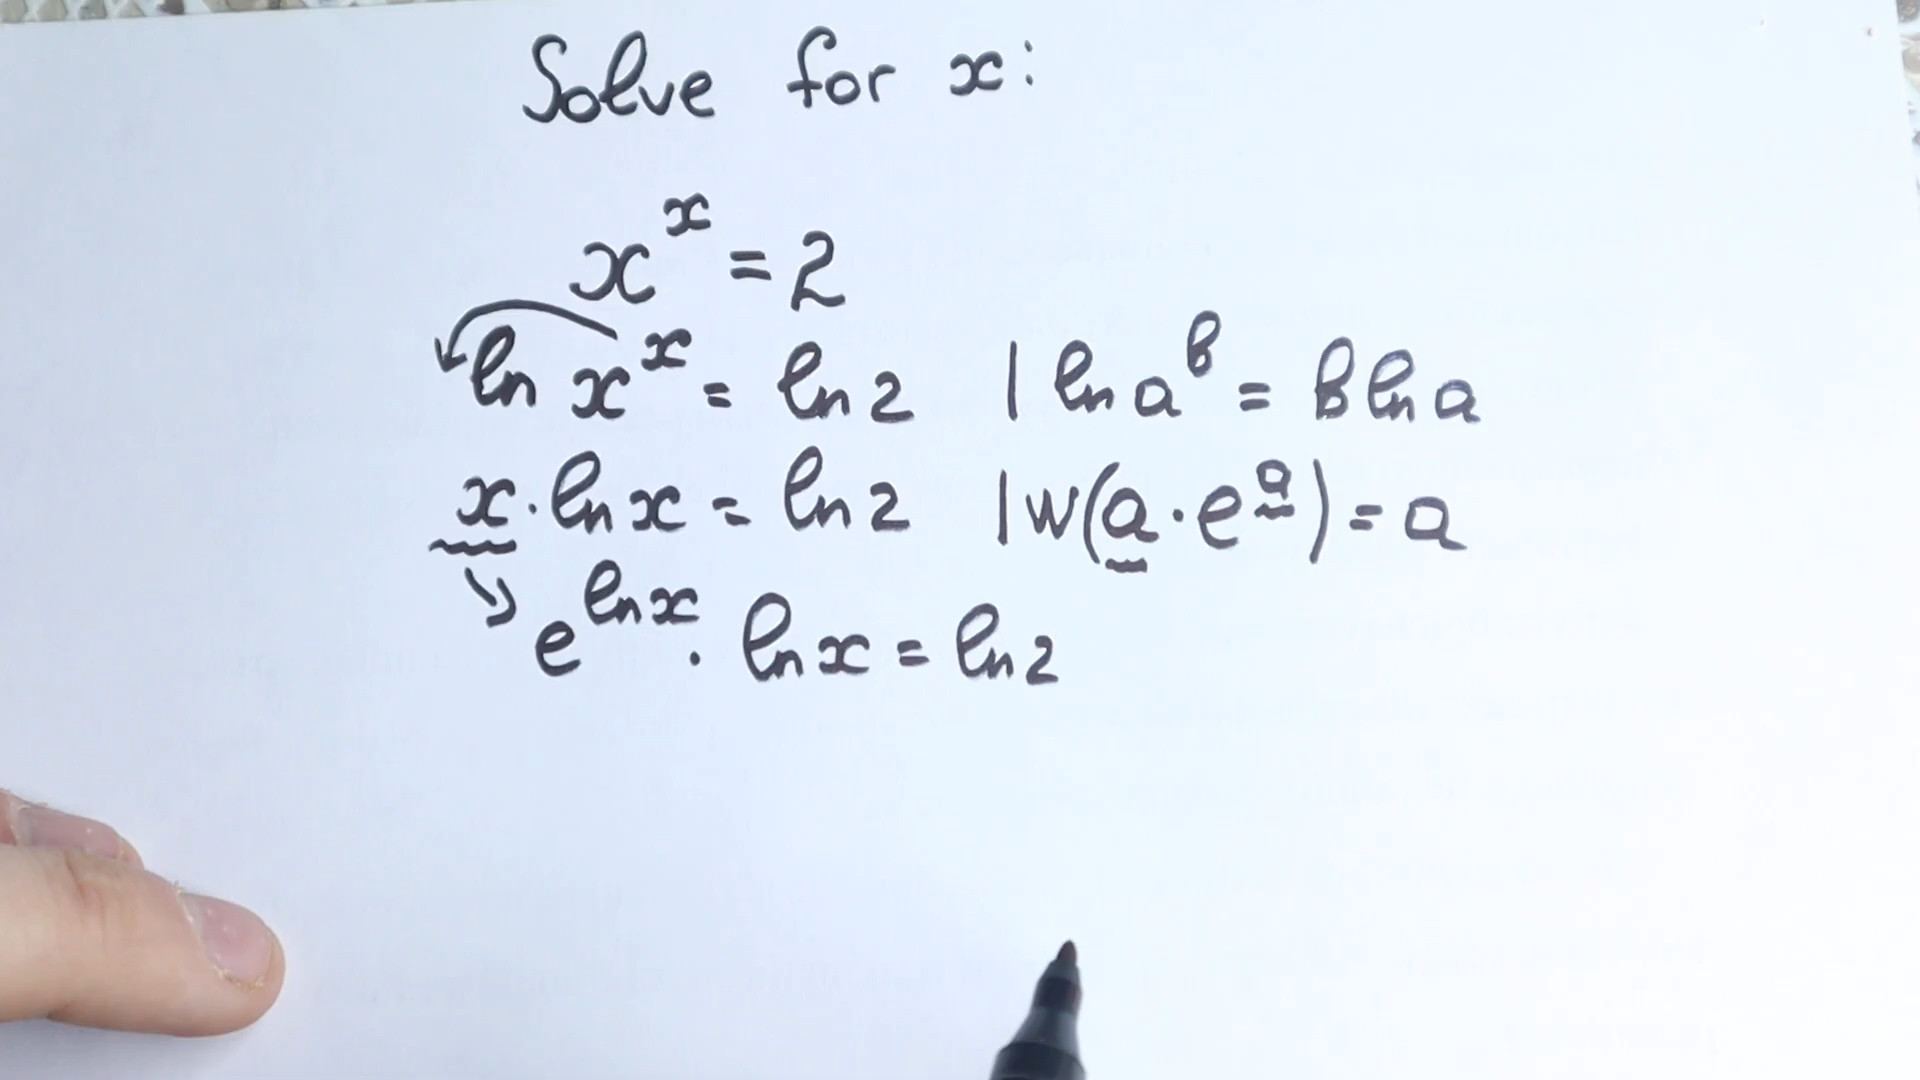 Solve for x:
x^x = 2
ln x^x = ln 2 | ln a^b = b ln a
x · ln x = ln 2 | W(a · e^a) = a
e^(ln x) · ln x = ln 2